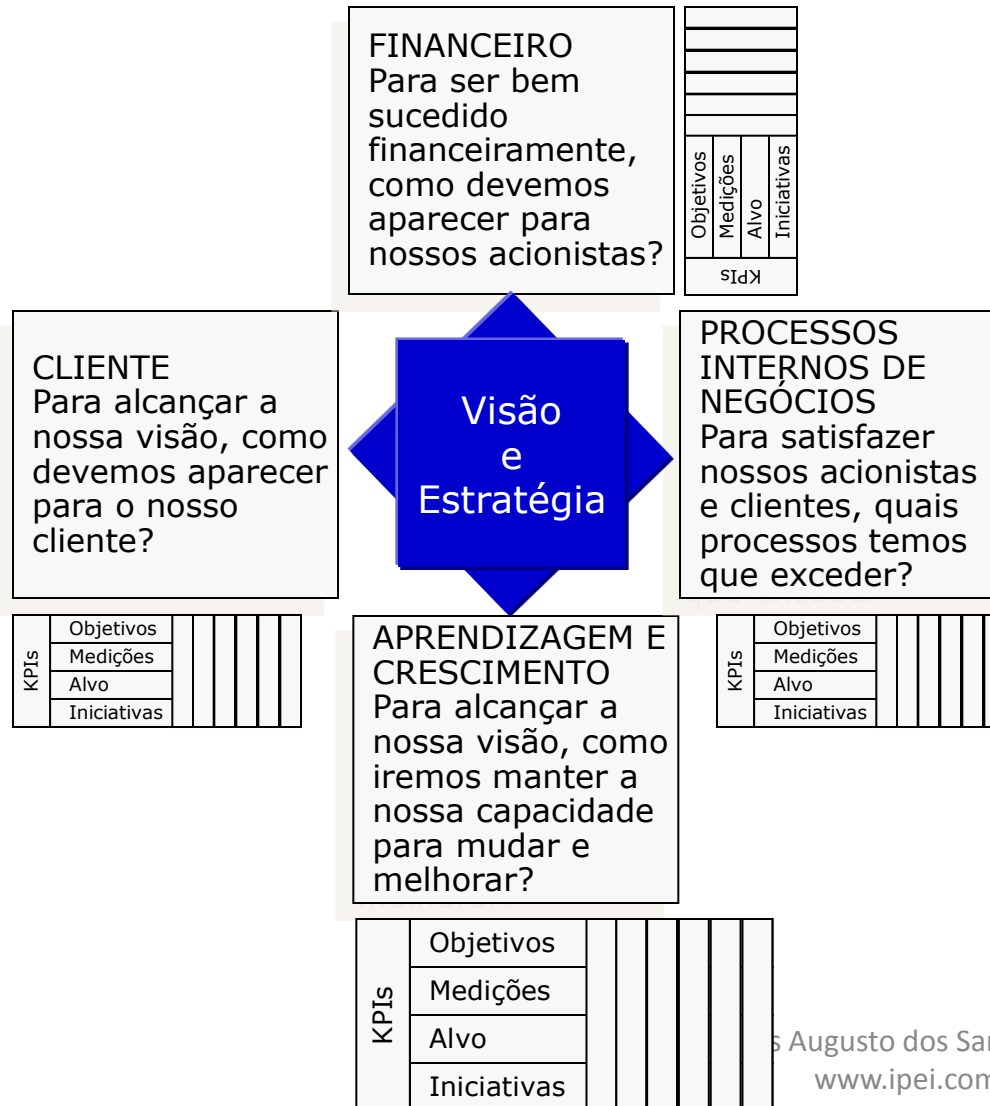 FINANCEIRO
Para ser bem
sucedido
financeiramente,
como devemos
aparecer para
nossos acionistas?
Objetivos
Medições
Alvo
Iniciativas
KPIs
CLIENTE
Para alcançar a
nossa visão, como
devemos aparecer
para o nosso
cliente?
KPIs
Objetivos
Medições
Alvo
Iniciativas
Visão
e
Estratégia
PROCESSOS
INTERNOS DE
NEGÓCIOS
Para satisfazer
nossos acionistas
e clientes, quais
processos temos
que exceder?
KPIs
Objetivos
Medições
Alvo
Iniciativas
APRENDIZAGEM E
CRESCIMENTO
Para alcançar a
nossa visão, como
iremos manter a
nossa capacidade
para mudar e
melhorar?
KPIs
Objetivos
Medições
Alvo
Iniciativas
Augusto dos
www.ipei.com